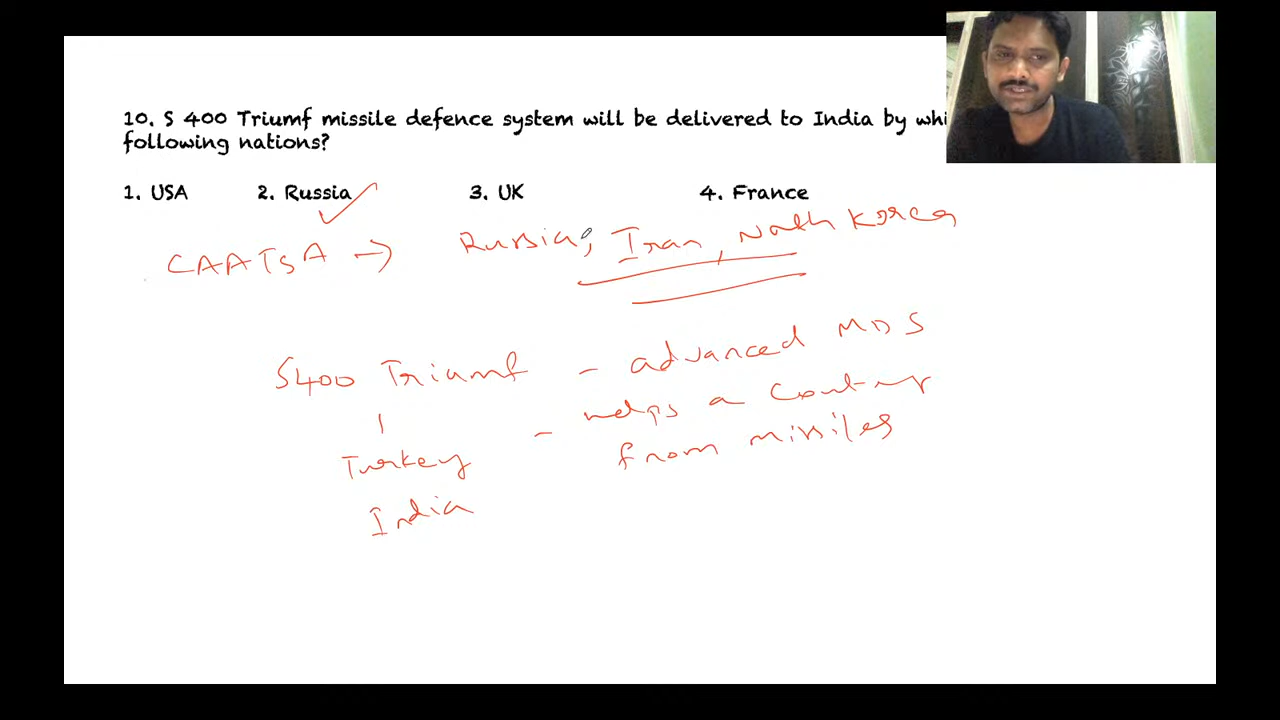 10. S 400 Triumf missile defence system will be delivered to India by whi
following nations?
1. USA 2. Russia 3. UK 4. France
CAATSA → Russia, Iran, North Korea
S400 Triumf - advanced MDS
- helps a Country
from missiles
Turkey
India